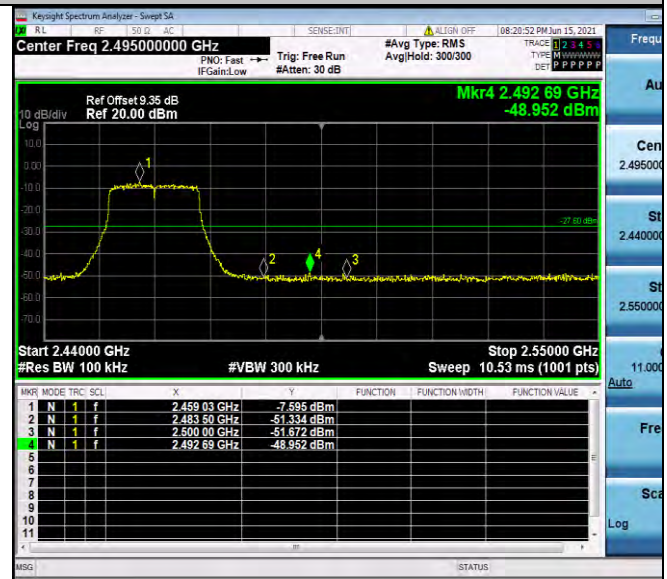 Keysight Spectrum Analyzer - Swept SA
RL RF 50 Ω AC SENSE:INT ALIGN OFF 08:20:52 PM Jun 15, 2021
Center Freq 2.495000000 GHz
PNO: Fast
IFGain:Low
Trig: Free Run
#Atten: 30 dB
#Avg Type: RMS
Avg|Hold: 300/300
TRACE 1 2 3 4 5 6
TYPE M WWWWW
DET P P P P P P
Frequ
Ref Offset 9.35 dB
10 dB/div Ref 20.00 dBm
Log
Mkr4 2.492 69 GHz
-48.952 dBm
10.0
0.00
-10.0
-20.0
-30.0
-40.0
-50.0
-60.0
-70.0
1
2
4
3
-27.60 dBm
Start 2.44000 GHz Stop 2.55000 GHz
#Res BW 100 kHz #VBW 300 kHz Sweep 10.53 ms (1001 pts)
MKR MODE TRC SCL X Y FUNCTION FUNCTION WIDTH FUNCTION VALUE
1 N 1 f 2.459 03 GHz -7.595 dBm
2 N 1 f 2.483 50 GHz -51.334 dBm
3 N 1 f 2.500 00 GHz -51.672 dBm
4 N 1 f 2.492 69 GHz -48.952 dBm
5
6
7
8
9
10
11
MSG STATUS
Au
Cen
2.495000
St
2.440000
St
2.550000
11.000
Auto
Fre
Sca
Log